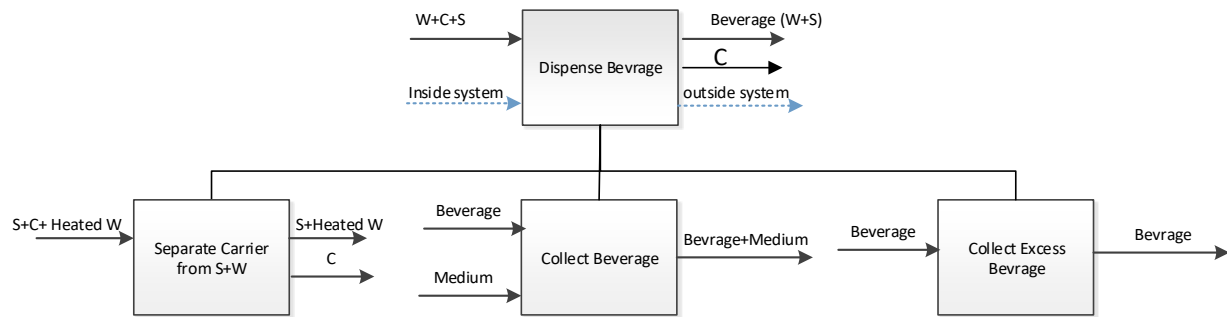 W+C+S
Beverage (W+S)
Dispense Bevrage
C
Inside system
outside system
S+C+ Heated W
Separate Carrier
from S+W
S+Heated W
C
Beverage
Medium
Collect Beverage
Bevrage+Medium
Beverage
Collect Excess
Bevrage
Bevrage